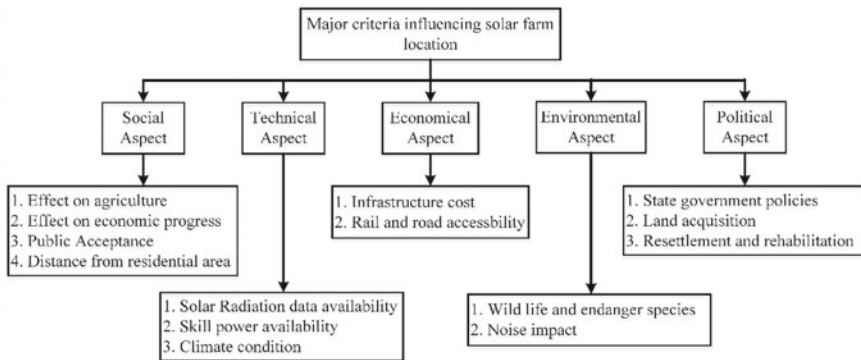 Major criteria influencing solar farm
location
Social
Aspect
Technical
Aspect
Economical
Aspect
Environmental
Aspect
Political
Aspect
1. Effect on agriculture
2. Effect on economic progress
3. Public Acceptance
4. Distance from residential area
1. Infrastructure cost
2. Rail and road accessbility
1. State government policies
2. Land acquisition
3. Resettlement and rehabilitation
1. Solar Radiation data availability
2. Skill power availability
3. Climate condition
1. Wild life and endanger species
2. Noise impact